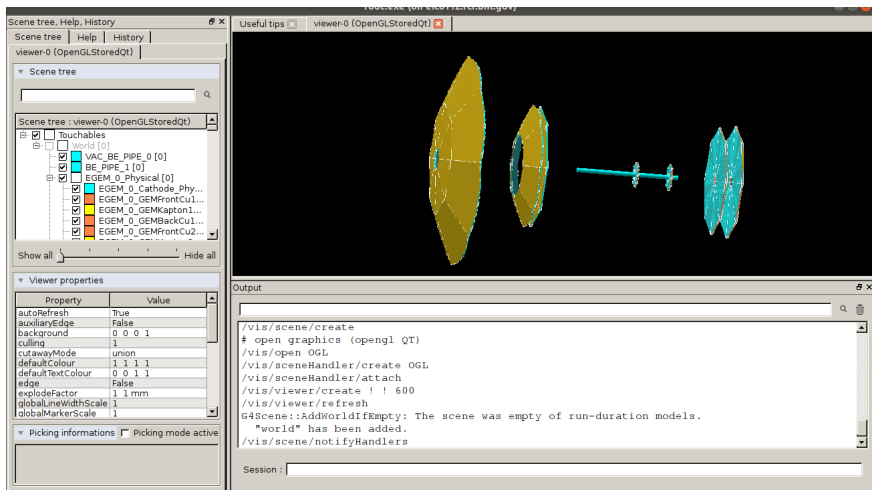 Scene tree, Help, History
Scene tree
Help
History
viewer-0 (OpenGLStoredQt)
Scene tree
Scene tree : viewer-0 (OpenGLStoredQt)
Touchables
World [0]
VAC_BE_PIPE_0 [0]
BE_PIPE_1 [0]
EGEM_0_Physical [0]
EGEM_0_Cathode_Phy...
EGEM_0_GEMFrontCu1...
EGEM_0_GEMKapton1...
EGEM_0_GEMBackCu1...
EGEM_0_GEMFrontCu2...
Show all
Hide all
Viewer properties
Property Value
autoRefresh True
auxiliaryEdge False
background 0 0 0 1
culling 1
cutawayMode union
defaultColour 1 1 1 1
defaultTextColour 0 0 1 1
edge False
explodeFactor 1 1 mm
globalLineWidthScale 1
globalMarkerScale 1
Picking informations
Picking mode active
Useful tips
viewer-0 (OpenGLStoredQt)
Output
/vis/scene/create
# open graphics (opengl QT)
/vis/open OGL
/vis/sceneHandler/create OGL
/vis/sceneHandler/attach
/vis/viewer/create ! ! 600
/vis/viewer/refresh
G4Scene::AddWorldIfEmpty: The scene was empty of run-duration models.
"world" has been added.
/vis/scene/notifyHandlers
Session :